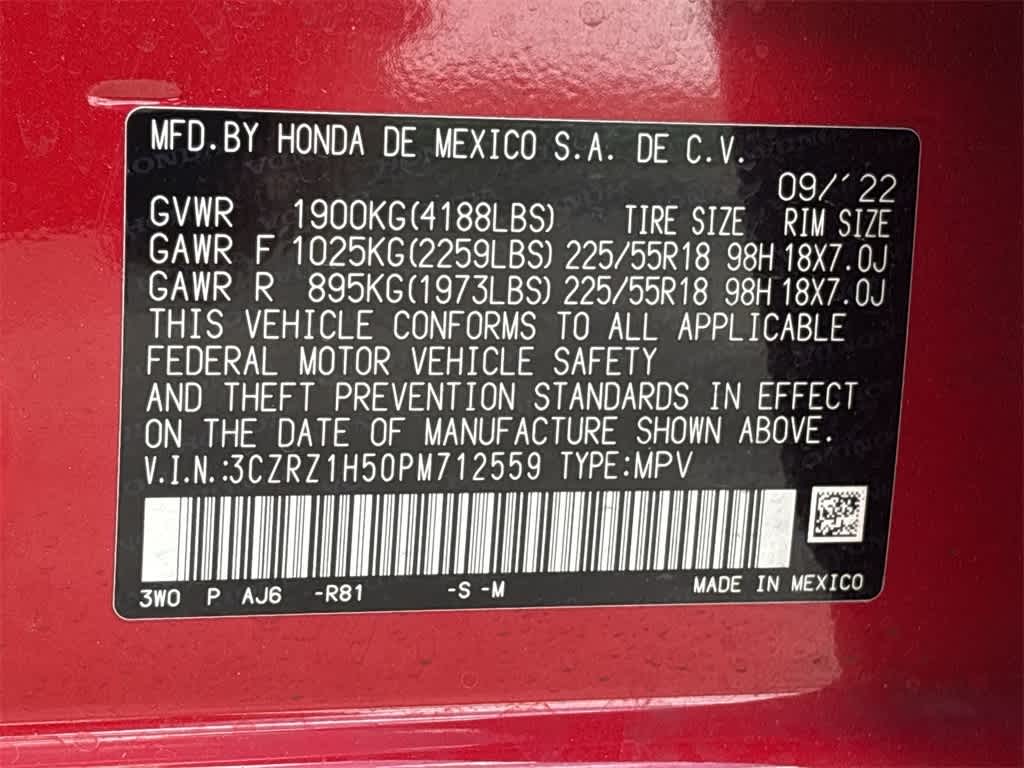 MFD.BY HONDA DE MEXICO S.A. DE C.V.
09/'22
GVWR 1900KG(4188LBS) TIRE SIZE RIM SIZE
GAWR F 1025KG(2259LBS) 225/55R18 98H 18X7.0J
GAWR R 895KG(1973LBS) 225/55R18 98H 18X7.0J
THIS VEHICLE CONFORMS TO ALL APPLICABLE
FEDERAL MOTOR VEHICLE SAFETY
AND THEFT PREVENTION STANDARDS IN EFFECT
ON THE DATE OF MANUFACTURE SHOWN ABOVE.
V.I.N.:3CZRZ1H50PM712559 TYPE:MPV
3W0 P AJ6 -R81 -S -M MADE IN MEXICO